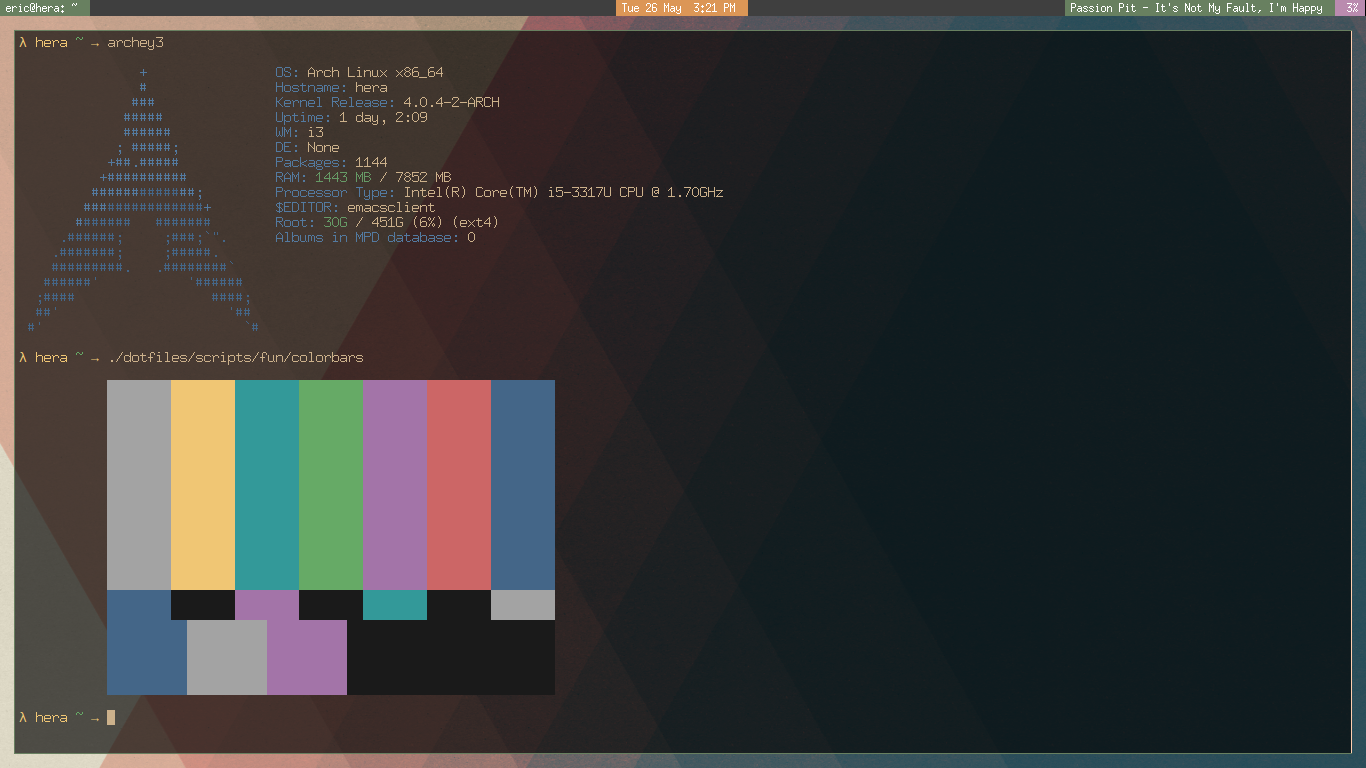 eric@hera: ~
Tue 26 May 3:21 PM
Passion Pit - It's Not My Fault, I'm Happy
3%
λ hera ~ → archey3
+
#
###
#####
######
; #####;
+##.#####
+##########
#############;
###############+
#######   #######
.######;     ;###;`".
.#######;     ;#####.
#########.   .########`
######'           '######
;####                 ####;
##'                     '##
#'                         `#
OS: Arch Linux x86_64
Hostname: hera
Kernel Release: 4.0.4-2-ARCH
Uptime: 1 day, 2:09
WM: i3
DE: None
Packages: 1144
RAM: 1443 MB / 7852 MB
Processor Type: Intel(R) Core(TM) i5-3317U CPU @ 1.70GHz
$EDITOR: emacsclient
Root: 30G / 451G (6%) (ext4)
Albums in MPD database: 0
λ hera ~ → ./dotfiles/scripts/fun/colorbars
λ hera ~ →